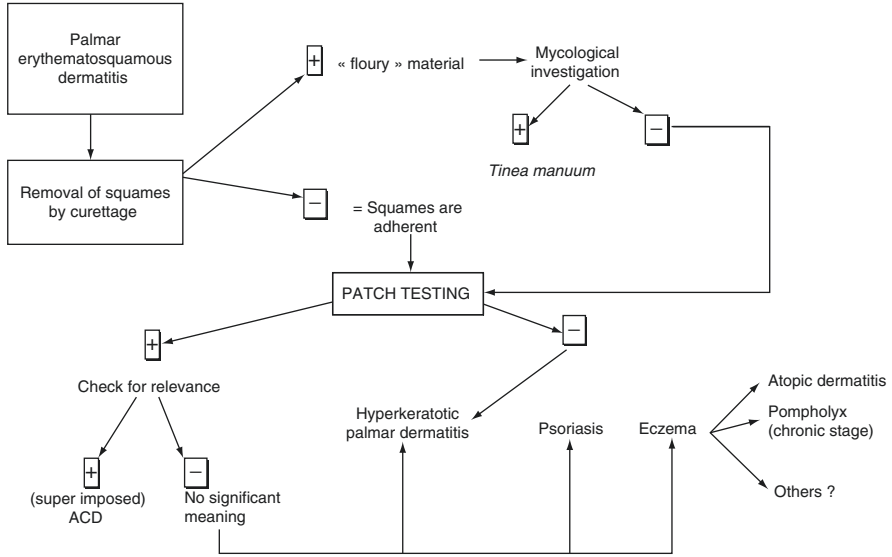 Palmar
erythematosquamous
dermatitis
+
« floury » material
Mycological
investigation
+
−
Tinea manuum
Removal of squames
by curettage
−
= Squames are
adherent
PATCH TESTING
+
−
Check for relevance
+
(super imposed)
ACD
−
No significant
meaning
Hyperkeratotic
palmar dermatitis
Psoriasis
Eczema
Atopic dermatitis
Pompholyx
(chronic stage)
Others ?